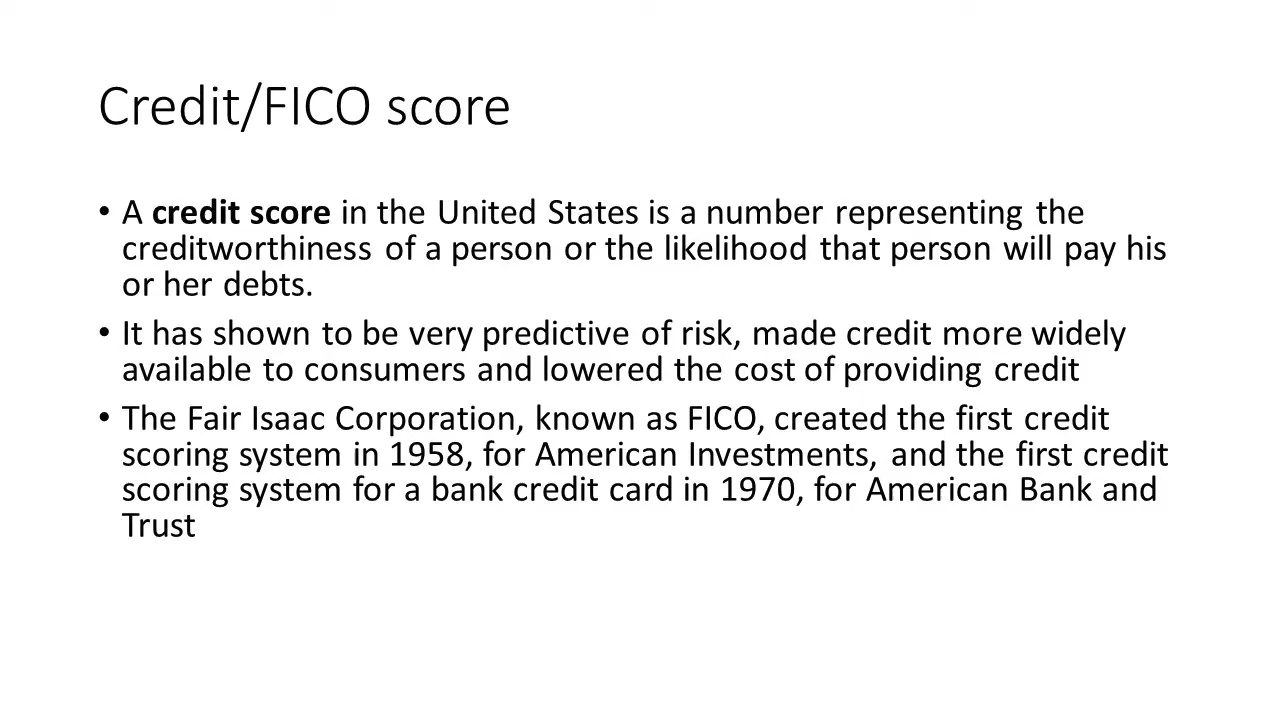 Credit/FICO score
• A credit score in the United States is a number representing the
creditworthiness of a person or the likelihood that person will pay his
or her debts.
• It has shown to be very predictive of risk, made credit more widely
available to consumers and lowered the cost of providing credit
• The Fair Isaac Corporation, known as FICO, created the first credit
scoring system in 1958, for American Investments, and the first credit
scoring system for a bank credit card in 1970, for American Bank and
Trust